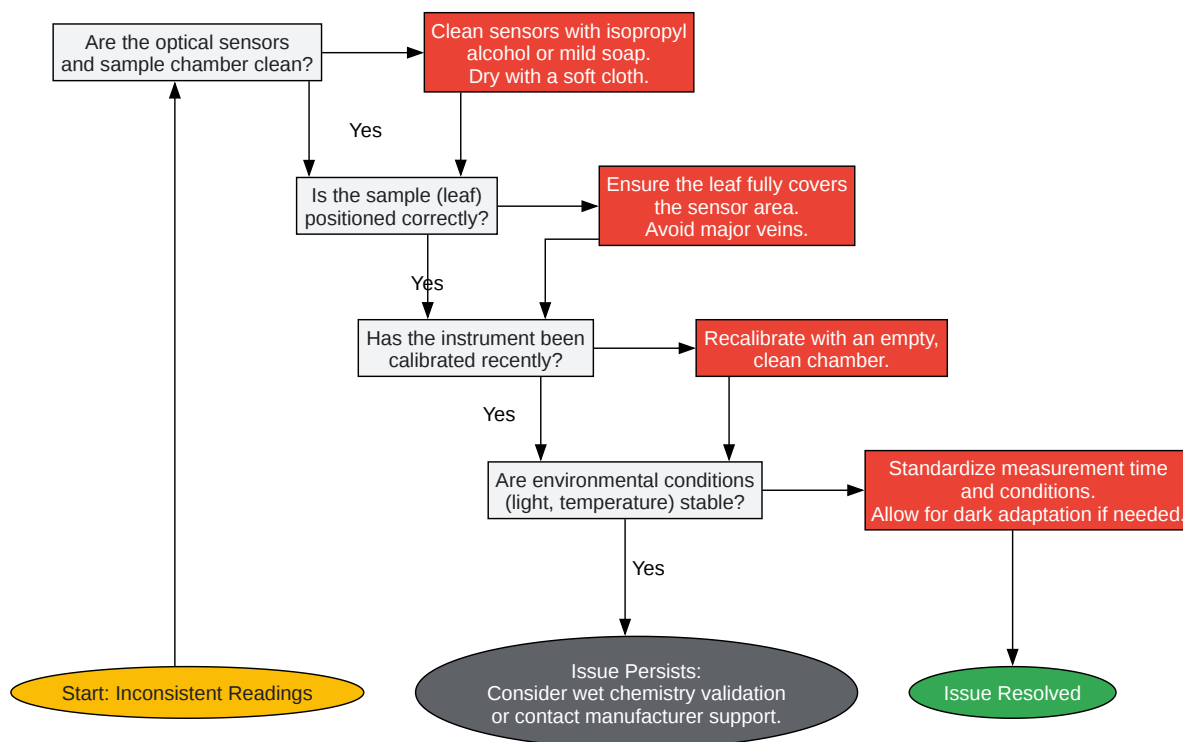 Are the optical sensors
and sample chamber clean?
Clean sensors with isopropyl
alcohol or mild soap.
Dry with a soft cloth.
Yes
Is the sample (leaf)
positioned correctly?
Ensure the leaf fully covers
the sensor area.
Avoid major veins.
Yes
Has the instrument been
calibrated recently?
Recalibrate with an empty,
clean chamber.
Yes
Are environmental conditions
(light, temperature) stable?
Standardize measurement time
and conditions.
Allow for dark adaptation if needed.
Yes
Start: Inconsistent Readings
Issue Persists:
Consider wet chemistry validation
or contact manufacturer support.
Issue Resolved